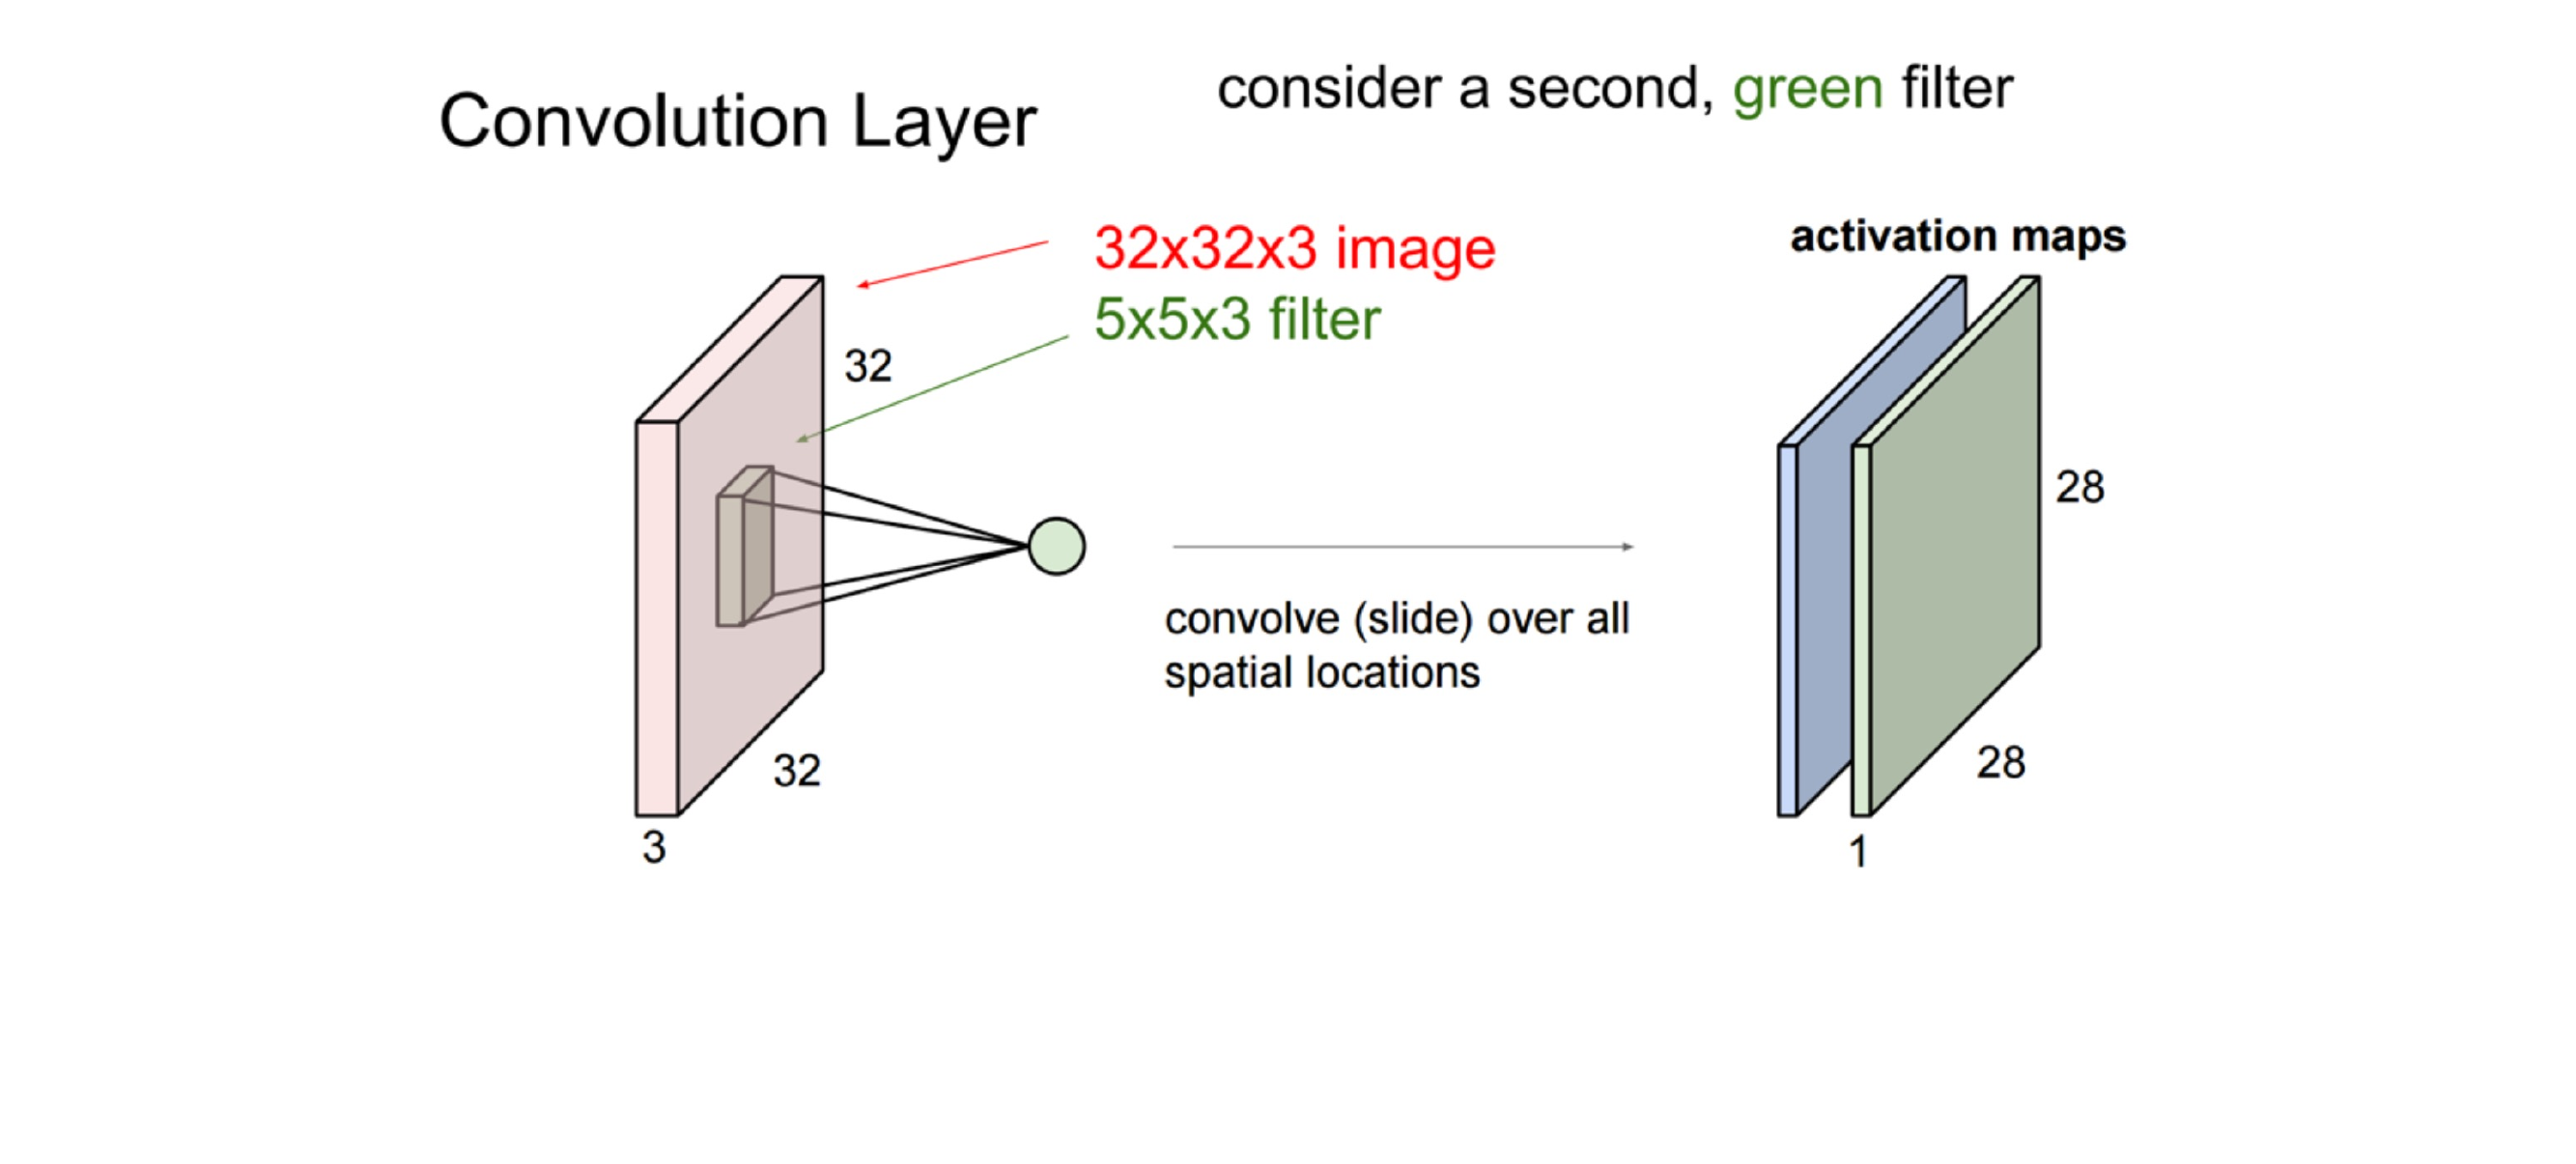 Convolution Layer
consider a second, green filter
32x32x3 image
5x5x3 filter
32
32
3
convolve (slide) over all
spatial locations
activation maps
28
28
1